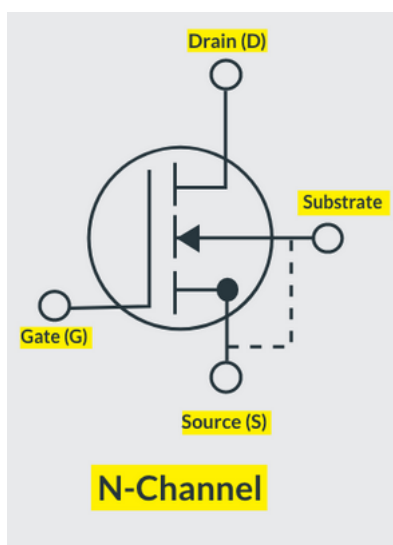 Drain (D)
Substrate
Gate (G)
Source (S)
N-Channel